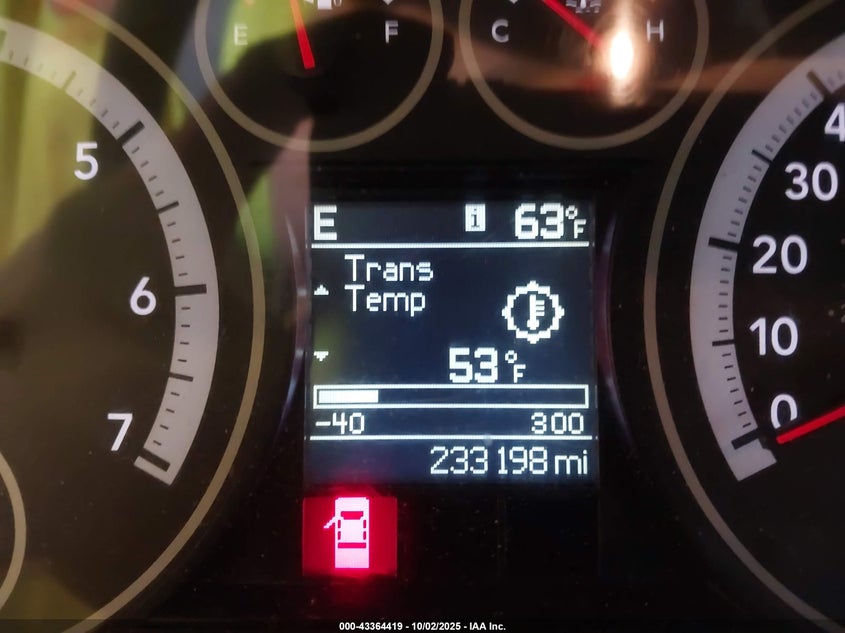 E F C H
5
6
7
E i 63°F
Trans
Temp
53°F
-40 300
233198 mi
4
30
20
10
0
000-43364419 - 10/02/2025 - IAA Inc.